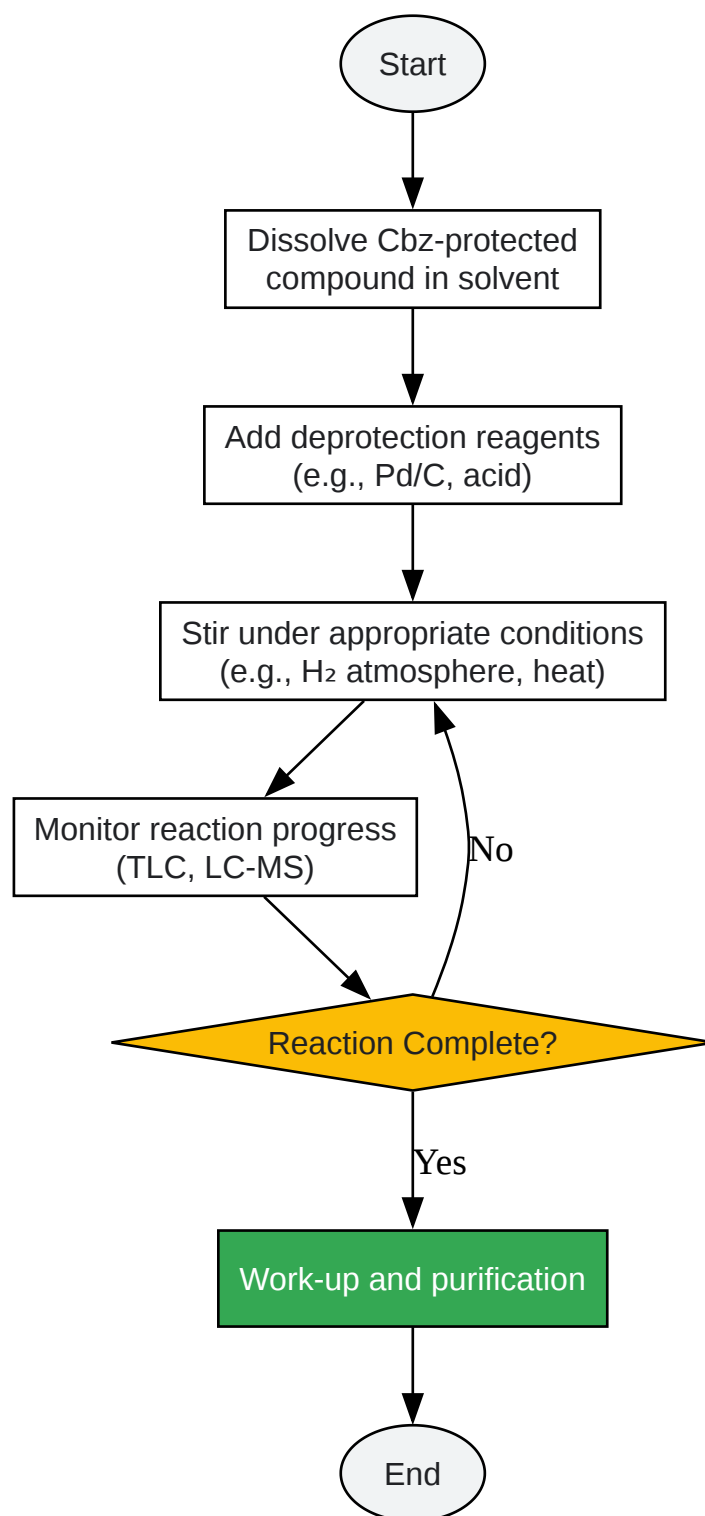 Start
Dissolve Cbz-protected
compound in solvent
Add deprotection reagents
(e.g., Pd/C, acid)
Stir under appropriate conditions
(e.g., H₂ atmosphere, heat)
Monitor reaction progress
(TLC, LC-MS)
No
Reaction Complete?
Yes
Work-up and purification
End